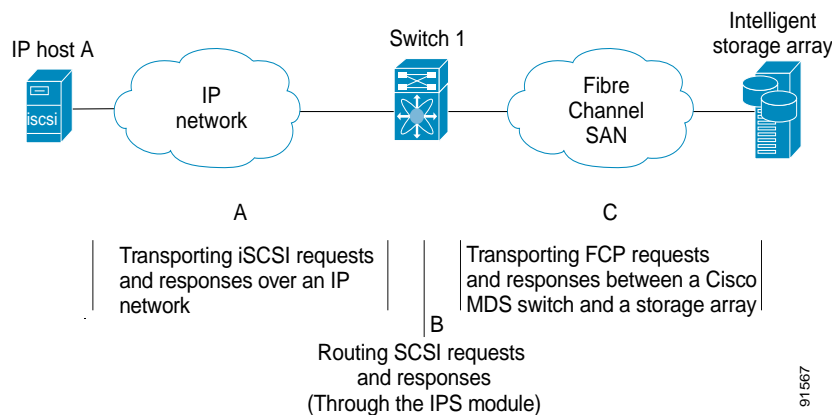 IP host A
iscsi
IP
network
Switch 1
Fibre
Channel
SAN
Intelligent
storage array
A
Transporting iSCSI requests
and responses over an IP
network
C
Transporting FCP requests
and responses between a Cisco
MDS switch and a storage array
B
Routing SCSI requests
and responses
(Through the IPS module)
91567